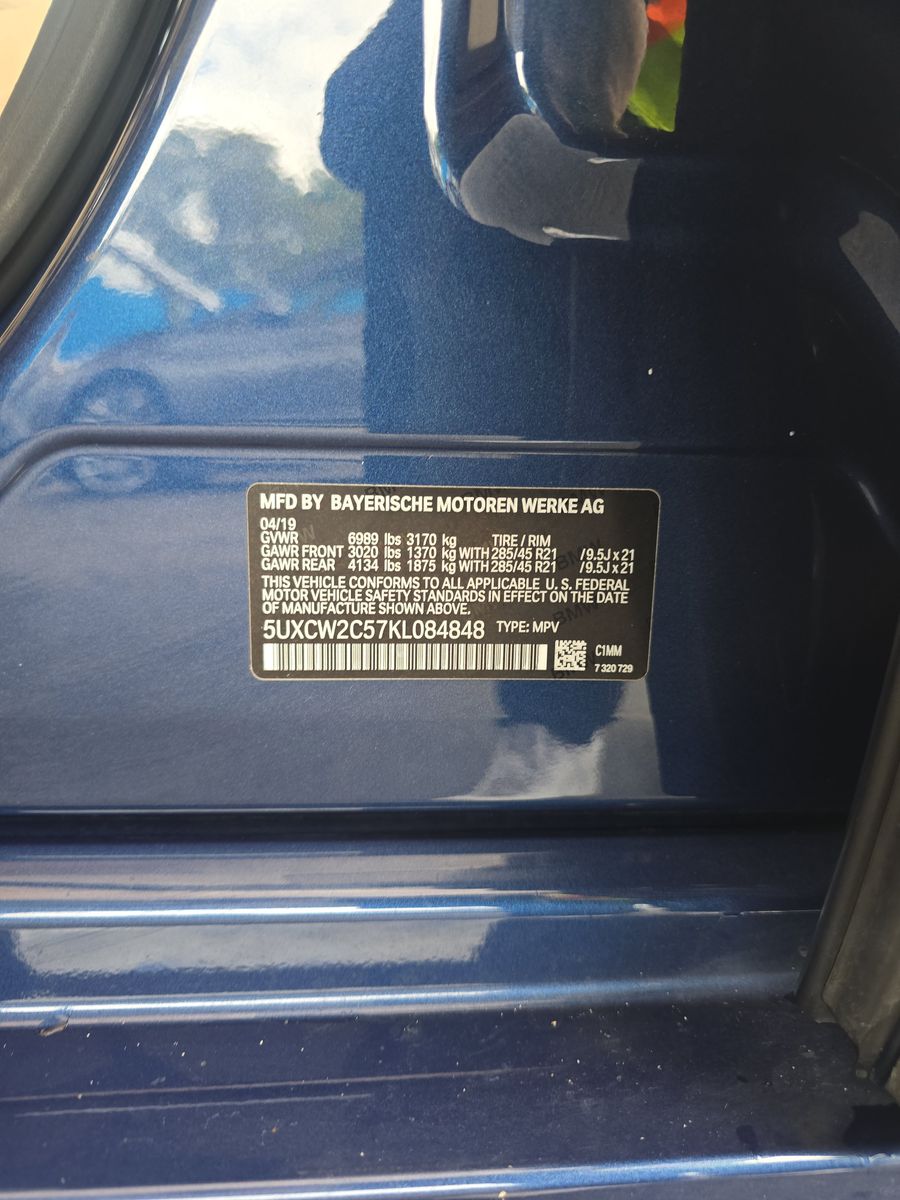 MFD BY BAYERISCHE MOTOREN WERKE AG
04/19
GVWR 6989 lbs 3170 kg TIRE / RIM
GAWR FRONT 3020 lbs 1370 kg WITH 285/45 R21 /9.5J x 21
GAWR REAR 4134 lbs 1875 kg WITH 285/45 R21 /9.5J x 21
THIS VEHICLE CONFORMS TO ALL APPLICABLE U. S. FEDERAL
MOTOR VEHICLE SAFETY STANDARDS IN EFFECT ON THE DATE
OF MANUFACTURE SHOWN ABOVE.
5UXCW2C57KL084848 TYPE: MPV
C1MM
7 320 729